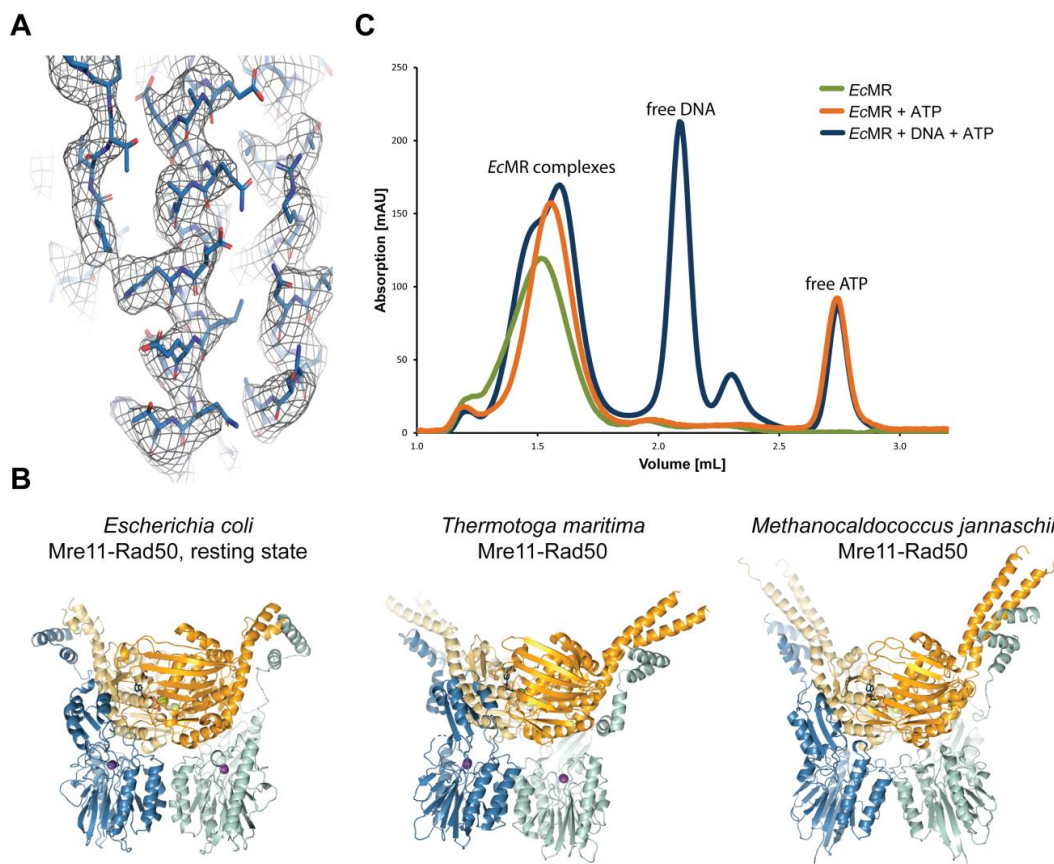 A
C
250
200
150
100
50
0
Absorption [mAU]
1.0
1.5
2.0
2.5
3.0
Volume [mL]
EcMR complexes
free DNA
free ATP
EcMR
EcMR + ATP
EcMR + DNA + ATP
B
Escherichia coli
Mre11-Rad50, resting state
Thermotoga maritima
Mre11-Rad50
Methanocaldococcus jannaschii
Mre11-Rad50